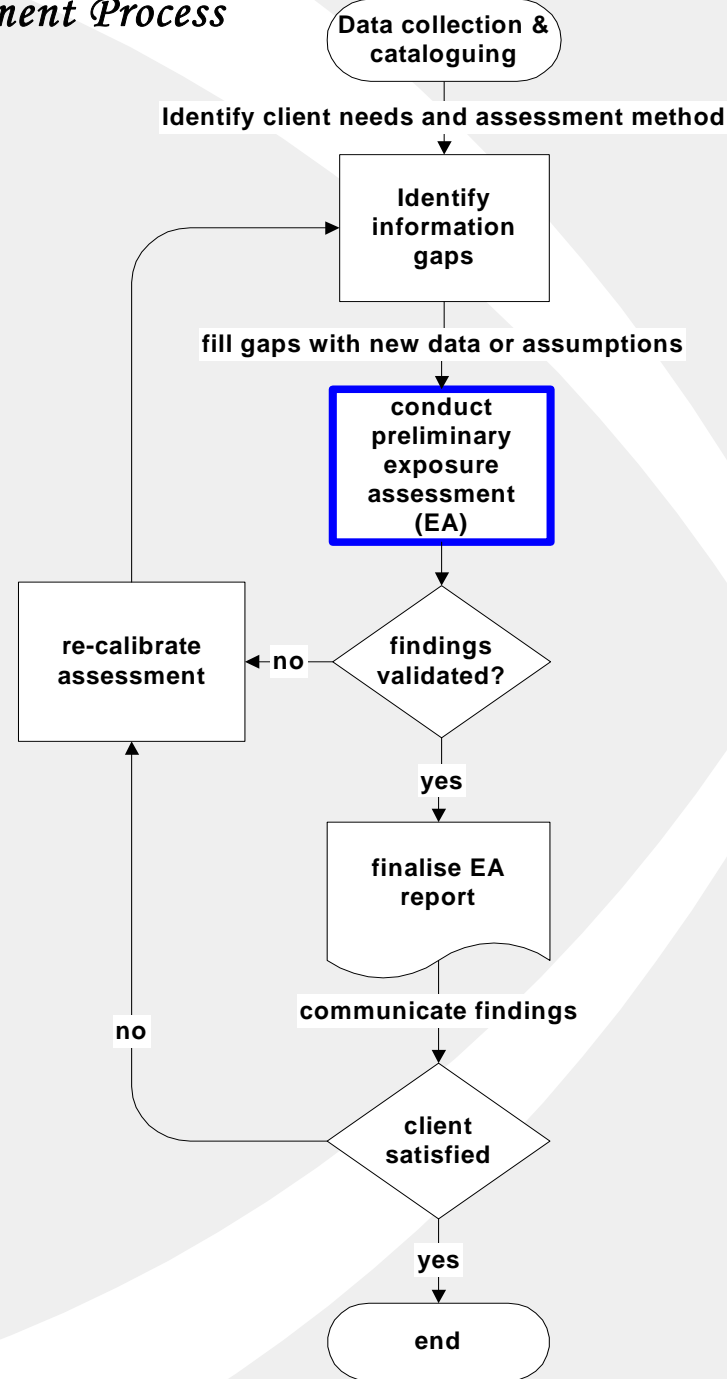 Process
Data collection &
cataloguing
Identify client needs and assessment method
Identify
information
gaps
fill gaps with new data or assumptions
conduct
preliminary
exposure
assessment
(EA)
findings
validated?
no
re-calibrate
assessment
yes
finalise EA
report
communicate findings
no
client
satisfied
yes
end